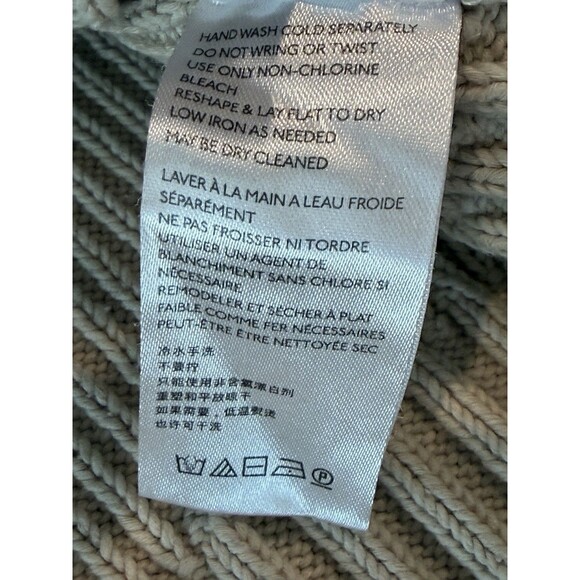 HAND WASH COLD SEPARATELY
DO NOT WRING OR TWIST
USE ONLY NON-CHLORINE
BLEACH
RESHAPE & LAY FLAT TO DRY
LOW IRON AS NEEDED
MAY BE DRY CLEANED
LAVER À LA MAIN A LEAU FROIDE
SÉPARÉMENT
NE PAS FROISSER NI TORDRE
UTILISER UN AGENT DE
BLANCHIMENT SANS CHLORE SI
NÉCESSAIRE
REMODELER ET SÉCHER À PLAT
FAIBLE COMME FER NÉCESSAIRES
PEUT-ÊTRE ÊTRE NETTOYÉE SEC
冷水手洗
不要拧
只能使用非含氯漂白剂
重塑和平放晾干
如果需要，低温熨烫
也许可干洗
P